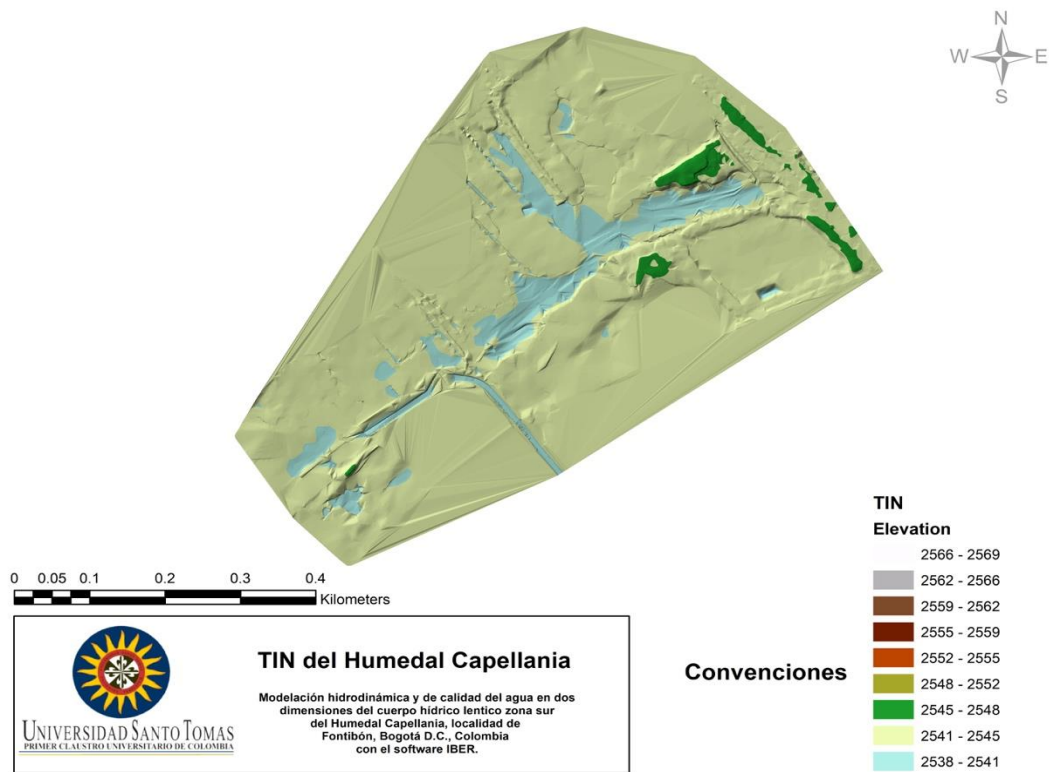 N
W E
S
0 0.05 0.1 0.2 0.3 0.4
Kilometers
TIN
Elevation
2566 - 2569
2562 - 2566
2559 - 2562
2555 - 2559
2552 - 2555
2548 - 2552
2545 - 2548
2541 - 2545
2538 - 2541
Convenciones
TIN del Humedal Capellania
Modelación hidrodinámica y de calidad del agua en dos
dimensiones del cuerpo hídrico lentico zona sur
del Humedal Capellania, localidad de
Fontibón, Bogotá D.C., Colombia
con el software IBER.
UNIVERSIDAD SANTO TOMAS
PRIMER CLAUSTRO UNIVERSITARIO DE COLOMBIA